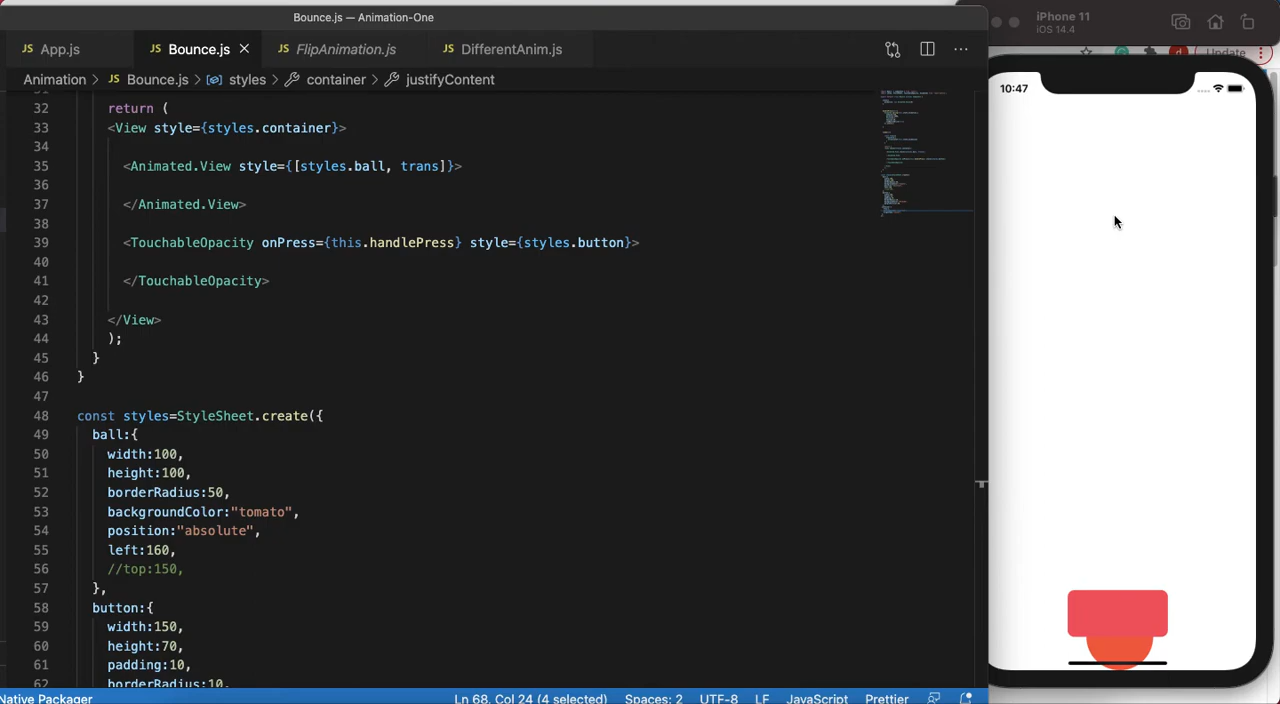 Bounce.js — Animation-One
iPhone 11
iOS 14.4
JS App.js
JS Bounce.js
JS FlipAnimation.js
JS DifferentAnim.js
Update
Animation > JS Bounce.js > styles > container > justifyContent
10:47
32 return (
33 <View style={styles.container}>
34
35 <Animated.View style={[styles.ball, trans]}>
36
37 </Animated.View>
38
39 <TouchableOpacity onPress={this.handlePress} style={styles.button}>
40
41 </TouchableOpacity>
42
43 </View>
44 );
45 }
46 }
47
48 const styles=StyleSheet.create({
49 ball:{
50 width:100,
51 height:100,
52 borderRadius:50,
53 backgroundColor:"tomato",
54 position:"absolute",
55 left:160,
56 //top:150,
57 },
58 button:{
59 width:150,
60 height:70,
61 padding:10,
62 borderRadius:10,
Native Packager
Ln 68, Col 24 (4 selected) Spaces: 2 UTF-8 LF JavaScript Prettier